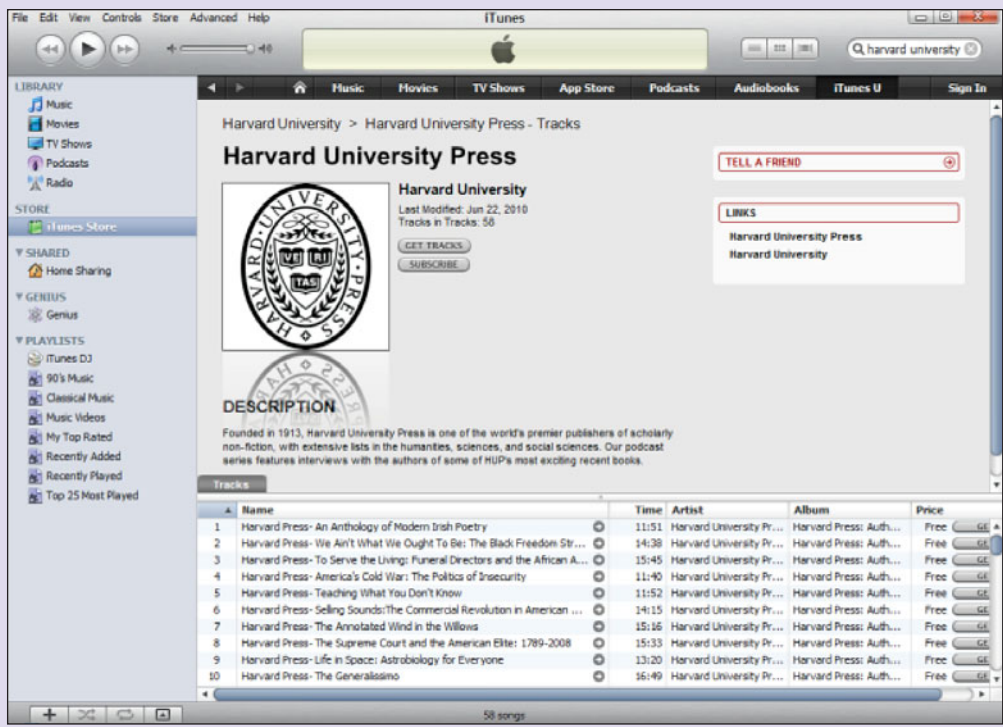 File Edit View Controls Store Advanced Help
iTunes
harvard university
LIBRARY
Music
Movies
TV Shows
Podcasts
Radio
STORE
iTunes Store
SHARED
Home Sharing
GENIUS
Genius
PLAYLISTS
iTunes DJ
90's Music
Classical Music
Music Videos
My Top Rated
Recently Added
Recently Played
Top 25 Most Played
Music Movies TV Shows App Store Podcasts Audiobooks iTunes U Sign In
Harvard University > Harvard University Press - Tracks
Harvard University Press
HARVARD·UNIVERSITY·PRESS
VE RI
TAS
Harvard University
Last Modified: Jun 22, 2010
Tracks in Tracks: 58
GET TRACKS
SUBSCRIBE
TELL A FRIEND
LINKS
Harvard University Press
Harvard University
DESCRIPTION
Founded in 1913, Harvard University Press is one of the world's premier publishers of scholarly
non-fiction, with extensive lists in the humanities, sciences, and social sciences. Our podcast
series features interviews with the authors of some of HUP's most exciting recent books.
Tracks
Name Time Artist Album Price
1 Harvard Press- An Anthology of Modern Irish Poetry 11:51 Harvard University Pr... Harvard Press: Auth... Free GE
2 Harvard Press- We Ain't What We Ought To Be: The Black Freedom Str... 14:38 Harvard University Pr... Harvard Press: Auth... Free GE
3 Harvard Press- To Serve the Living: Funeral Directors and the African A... 15:45 Harvard University Pr... Harvard Press: Auth... Free GE
4 Harvard Press- America's Cold War: The Politics of Insecurity 11:40 Harvard University Pr... Harvard Press: Auth... Free GE
5 Harvard Press- Teaching What You Don't Know 11:52 Harvard University Pr... Harvard Press: Auth... Free GE
6 Harvard Press- Selling Sounds:The Commercial Revolution in American ... 14:15 Harvard University Pr... Harvard Press: Auth... Free GE
7 Harvard Press- The Annotated Wind in the Willows 15:16 Harvard University Pr... Harvard Press: Auth... Free GE
8 Harvard Press- The Supreme Court and the American Elite: 1789-2008 15:33 Harvard University Pr... Harvard Press: Auth... Free GE
9 Harvard Press- Life in Space: Astrobiology for Everyone 13:20 Harvard University Pr... Harvard Press: Auth... Free GE
10 Harvard Press- The Generalissimo 16:49 Harvard University Pr... Harvard Press: Auth... Free GE
58 songs